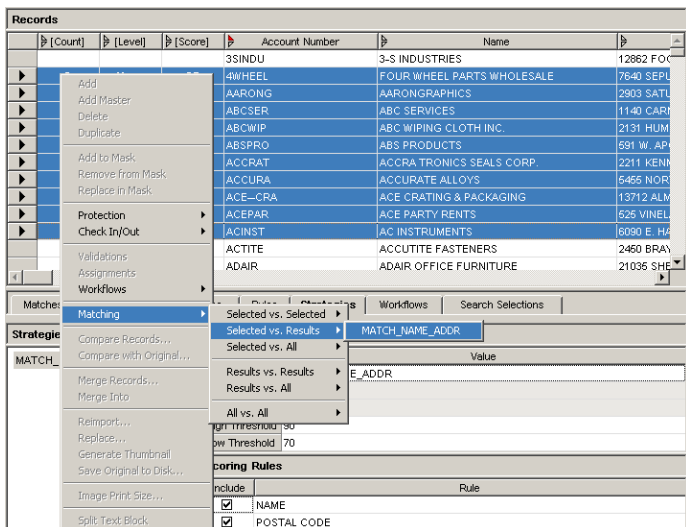 Records
[Count] [Level] [Score] Account Number Name
3SINDU 3-S INDUSTRIES 12862 FOO
4WHEEL FOUR WHEEL PARTS WHOLESALE 7640 SEPU
AARONG AARONGRAPHICS 2903 SATU
ABCSER ABC SERVICES 1140 CARN
ABCWIP ABC WIPING CLOTH INC. 2131 HUM
ABSPRO ABS PRODUCTS 591 W. AP
ACCRAT ACCRA TRONICS SEALS CORP. 2211 KENN
ACCURA ACCURATE ALLOYS 5455 NOR
ACE--CRA ACE CRATING & PACKAGING 13712 ALM
ACEPAR ACE PARTY RENTS 525 VINEL
ACINST AC INSTRUMENTS 6090 E. HA
ACTITE ACCUTITE FASTENERS 2450 BRAY
ADAIR ADAIR OFFICE FURNITURE 21035 SHE
Add
Add Master
Delete
Duplicate
Add to Mask
Remove from Mask
Replace in Mask
Protection
Check In/Out
Validations
Assignments
Workflows
Matching
Compare Records...
Compare with Original...
Merge Records...
Merge Into
Reimport...
Replace...
Generate Thumbnail
Save Original to Disk...
Image Print Size...
Split Text Block
Matches Rules Strategies Workflows Search Selections
Selected vs. Selected
Selected vs. Results
Selected vs. All
Results vs. Results
Results vs. All
All vs. All
MATCH_NAME_ADDR
Strategie
MATCH_
Value
E_ADDR
igh Threshold 90
ow Threshold 70
coring Rules
nclude Rule
NAME
POSTAL CODE